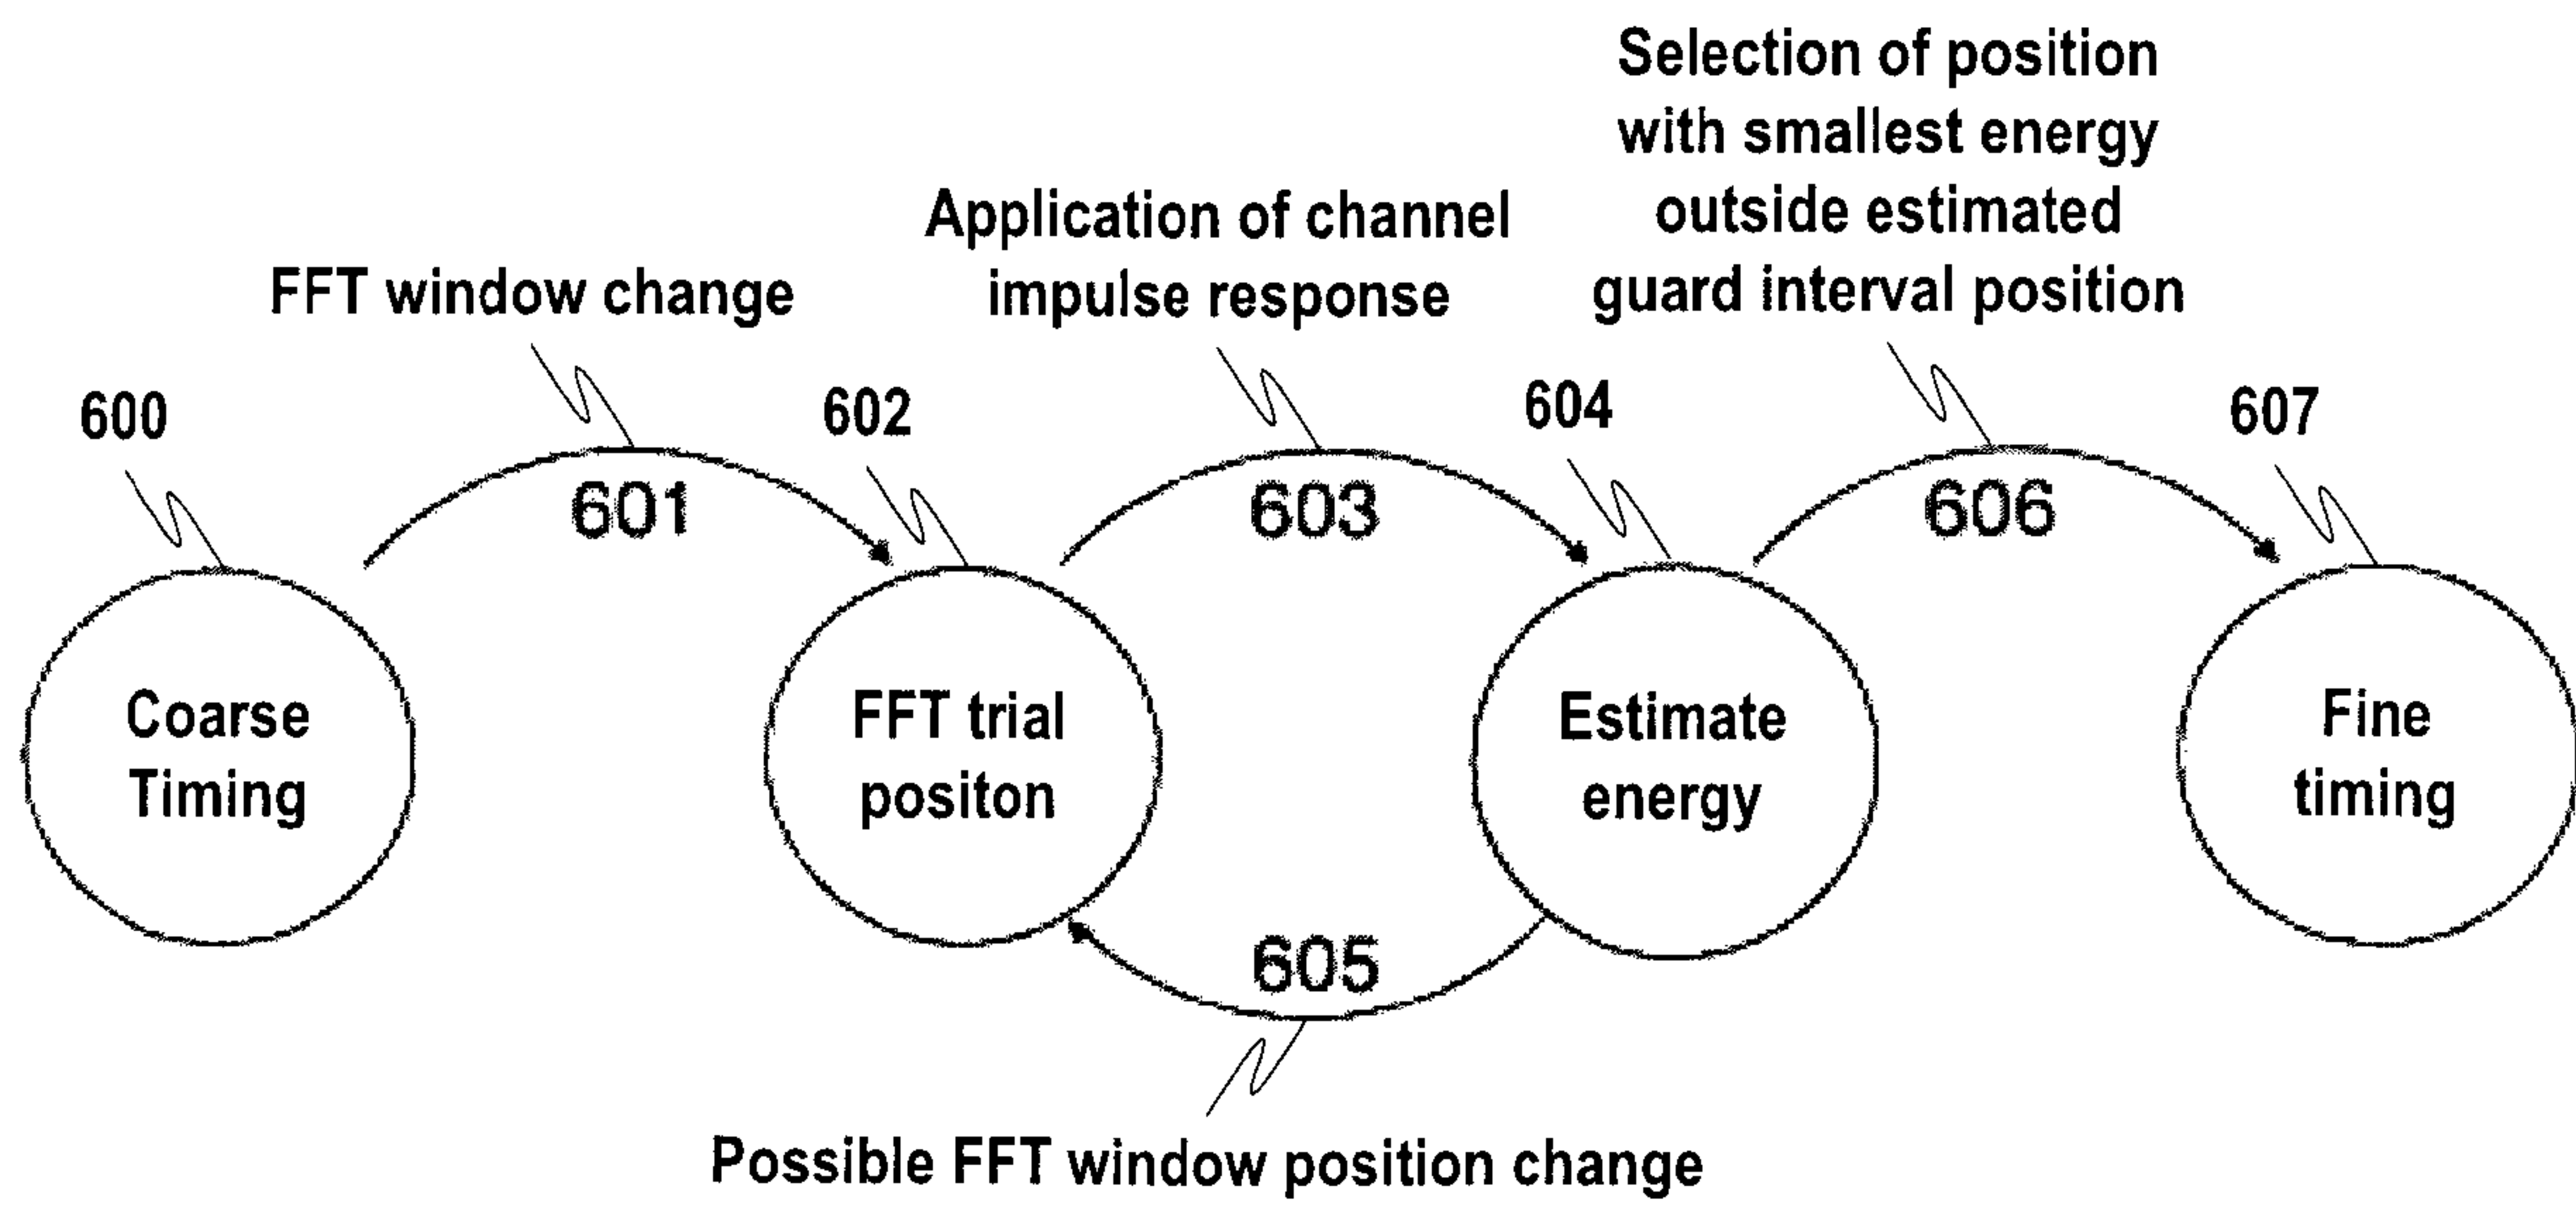 Selection of position
with smallest energy
outside estimated
guard interval position
Application of channel
impulse response
FFT window change
600
602
604
607
601
603
606
Coarse
Timing
FFT trial
positon
Estimate
energy
Fine
timing
605
Possible FFT window position change